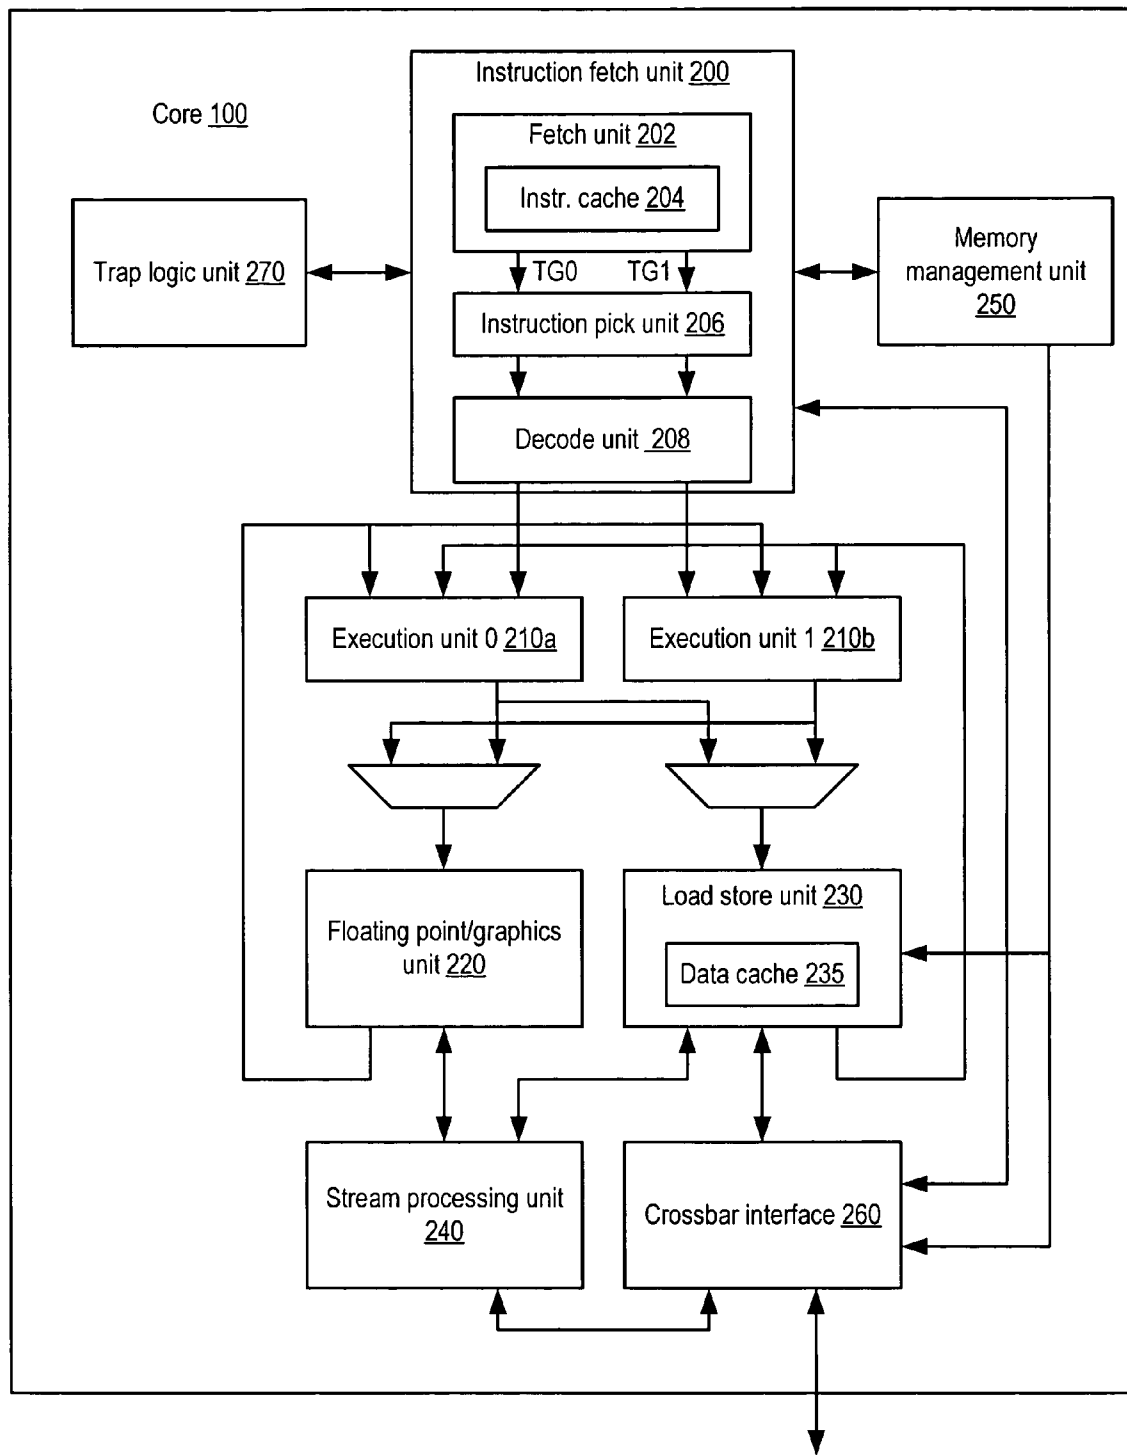 Instruction fetch unit 200
Core 100
Fetch unit 202
Instr. cache 204
Trap logic unit 270
TG0
TG1
Memory
management unit
250
Instruction pick unit 206
Decode unit 208
Execution unit 0 210a
Execution unit 1 210b
Floating point/graphics
unit 220
Load store unit 230
Data cache 235
Stream processing unit
240
Crossbar interface 260